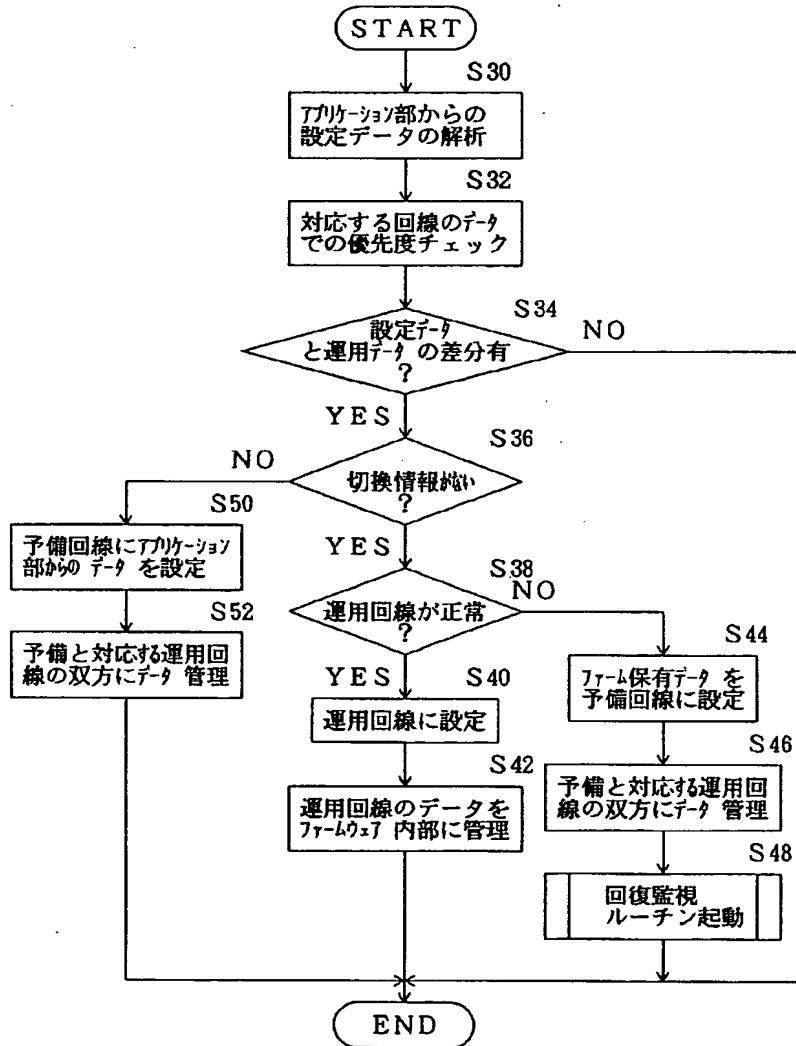 START
S30
アプリケーション部からの
設定データの解析
S32
対応する回線のデータ
での優先度チェック
S34
設定データ
と運用データ の差分有
?
NO
YES
S36
切換情報がない
?
NO
YES
S50
予備回線にアプリケーション
部からの データ を設定
S52
予備と対応する運用回
線の双方にデータ 管理
S38
運用回線が正常
?
NO
YES
S40
運用回線に設定
S42
運用回線のデータを
ファームウェア 内部に管理
S44
ファーム保有データ を
予備回線に設定
S46
予備と対応する運用回
線の双方にデータ 管理
S48
回復監視
ルーチン起動
END